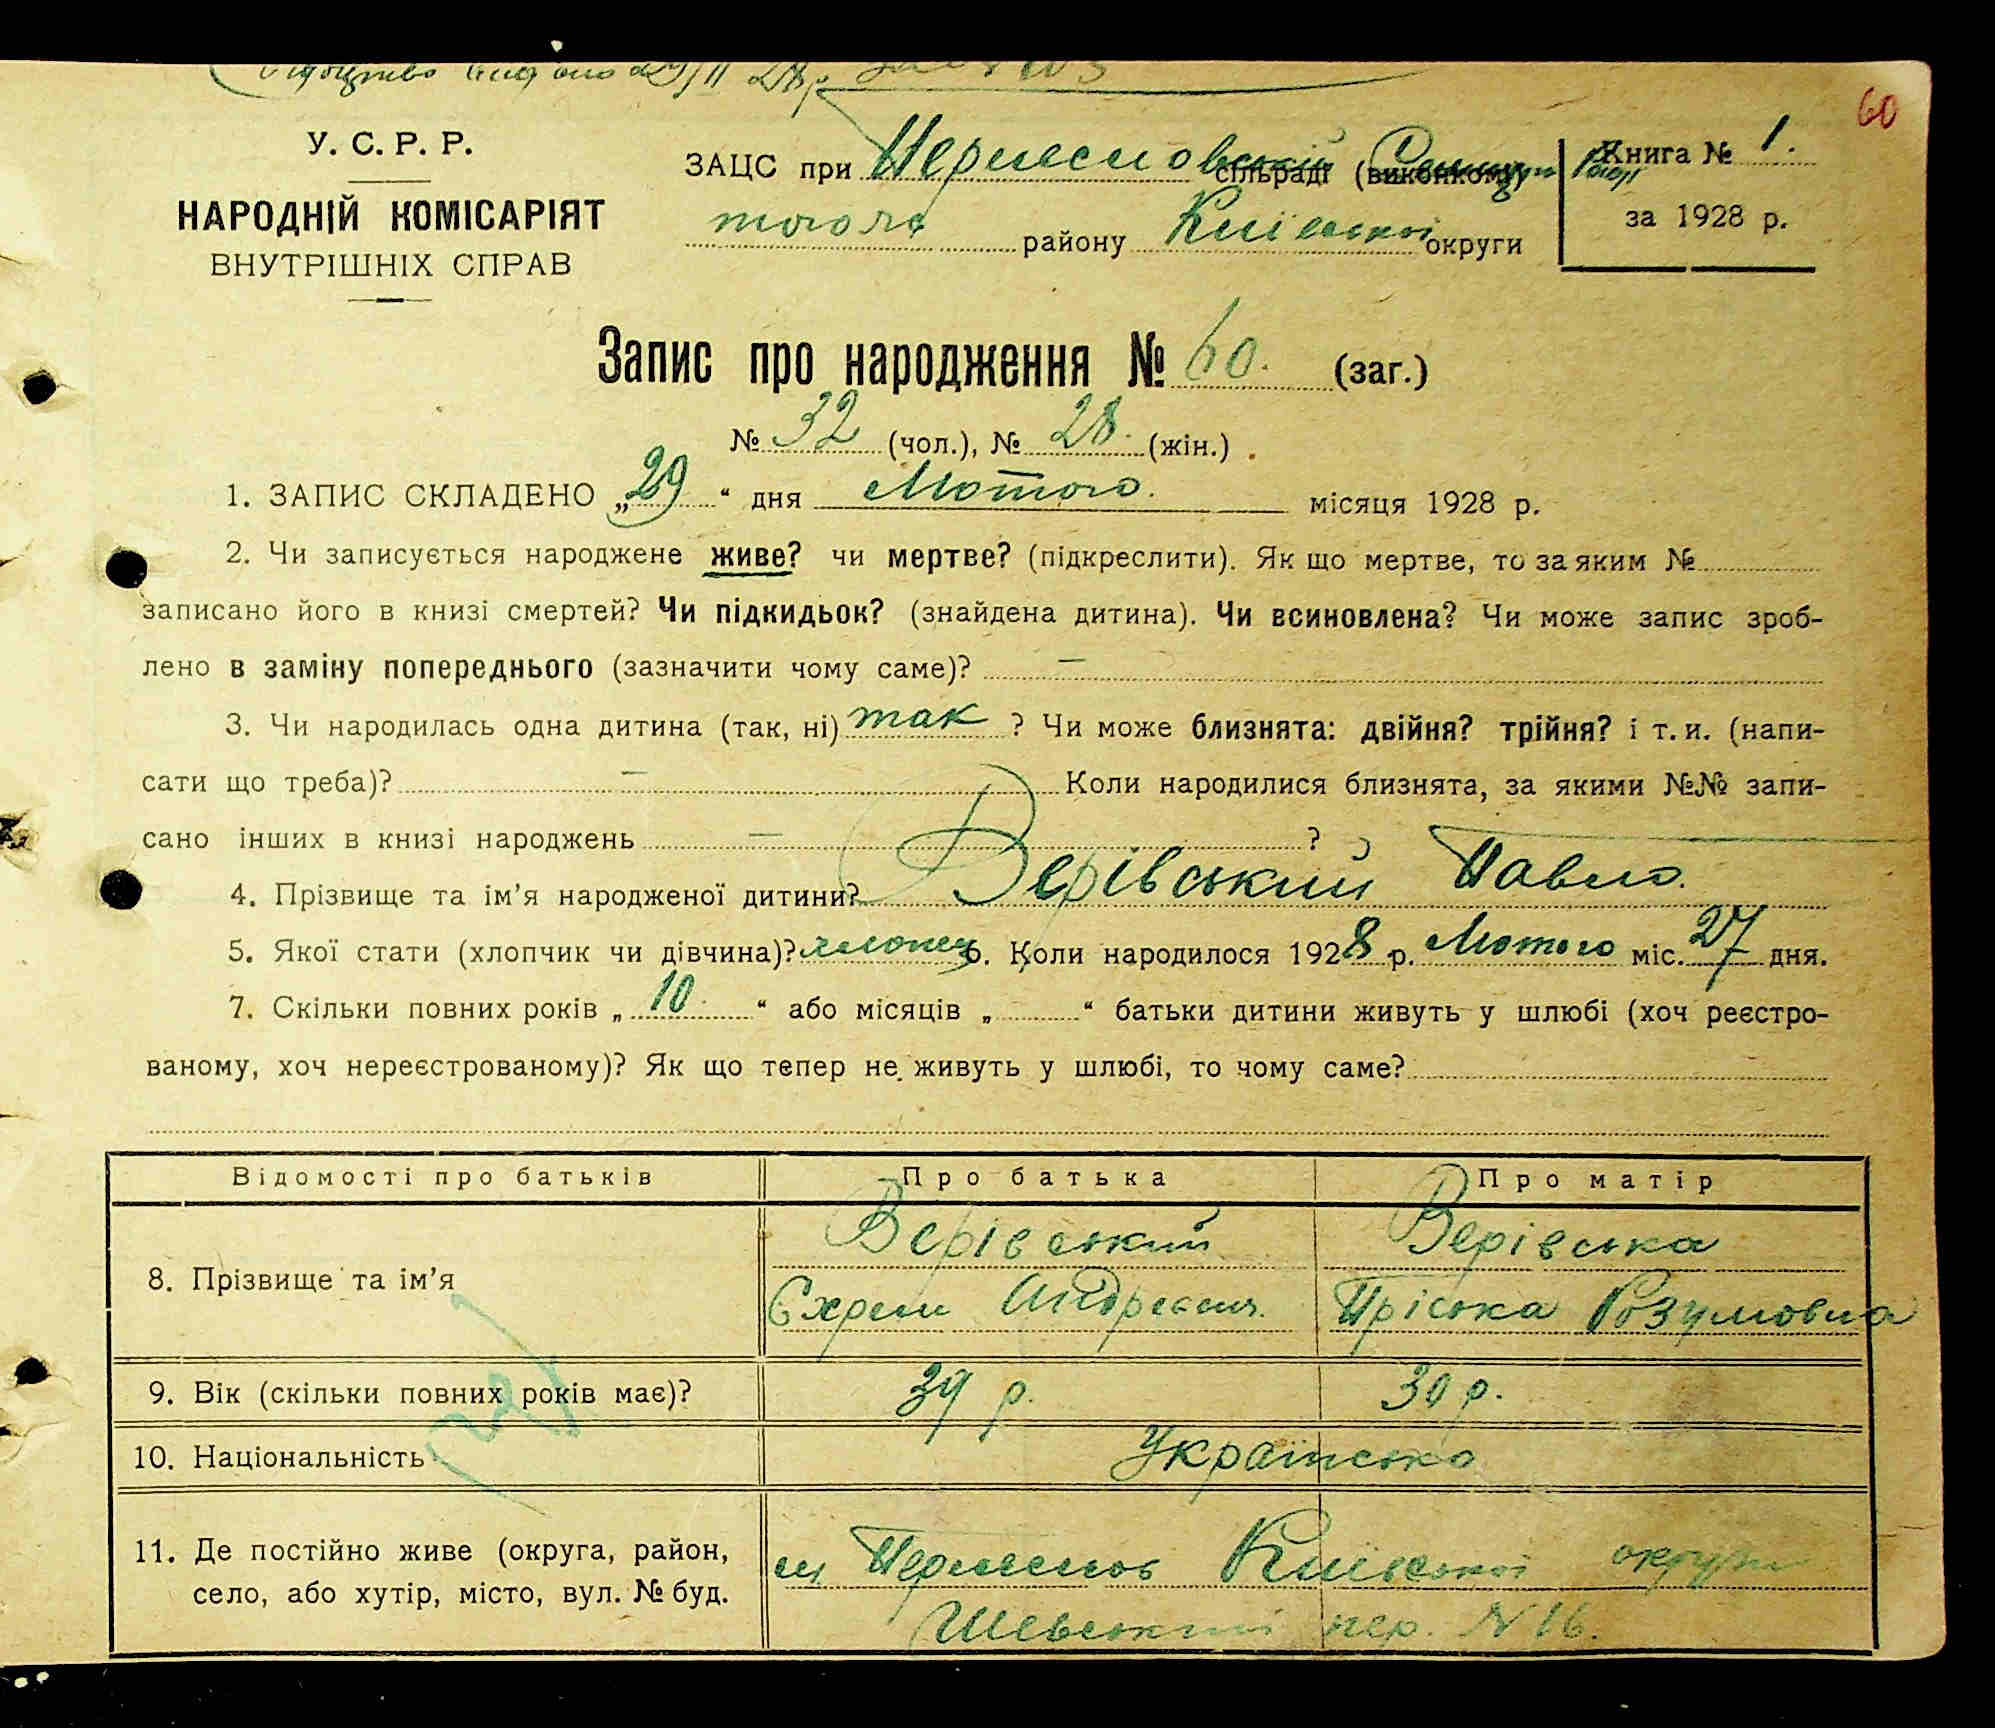 60
У. С. Р. Р.
НАРОДНІЙ КОМІСАРІЯТ
ВНУТРІШНІХ СПРАВ
ЗАЦС при сільраді (виконкому)
району Київської округи
Книга № 1.
за 1928 р.
Запис про народження № 60. (заг.)
№ 32 (чол.), № 28. (жін.)
1. ЗАПИС СКЛАДЕНО „29“ дня Лютого. місяця 1928 р.
2. Чи записується народжене живе? чи мертве? (підкреслити). Як що мертве, то за яким №
записано його в книзі смертей? Чи підкидьок? (знайдена дитина). Чи всиновлена? Чи може запис зроб-
лено в заміну попереднього (зазначити чому саме)? —
3. Чи народилась одна дитина (так, ні) так ? Чи може близнята: двійня? трійня? і т. и. (напи-
сати що треба)? — Коли народилися близнята, за якими №№ запи-
сано інших в книзі народжень — ?
4. Прізвище та ім’я народженої дитини? Верівський Павло.
5. Якої стати (хлопчик чи дівчина)? хлопец 6. Коли народилося 1928 р. Лютого міс. 27 дня.
7. Скільки повних років „10“ або місяців „ “ батьки дитини живуть у шлюбі (хоч реєстро-
ваному, хоч нереєстрованому)? Як що тепер не живуть у шлюбі, то чому саме?
Відомості про батьків Про батька Про матір
8. Прізвище та ім’я Верівський Верівська
Єхрем Андреєвич. Пріська Розумовна
9. Вік (скільки повних років має)? 39 р. 30 р.
10. Національність Українська
11. Де постійно живе (округа, район,
село, або хутір, місто, вул. № буд.
Київської округи
пер. N 16.